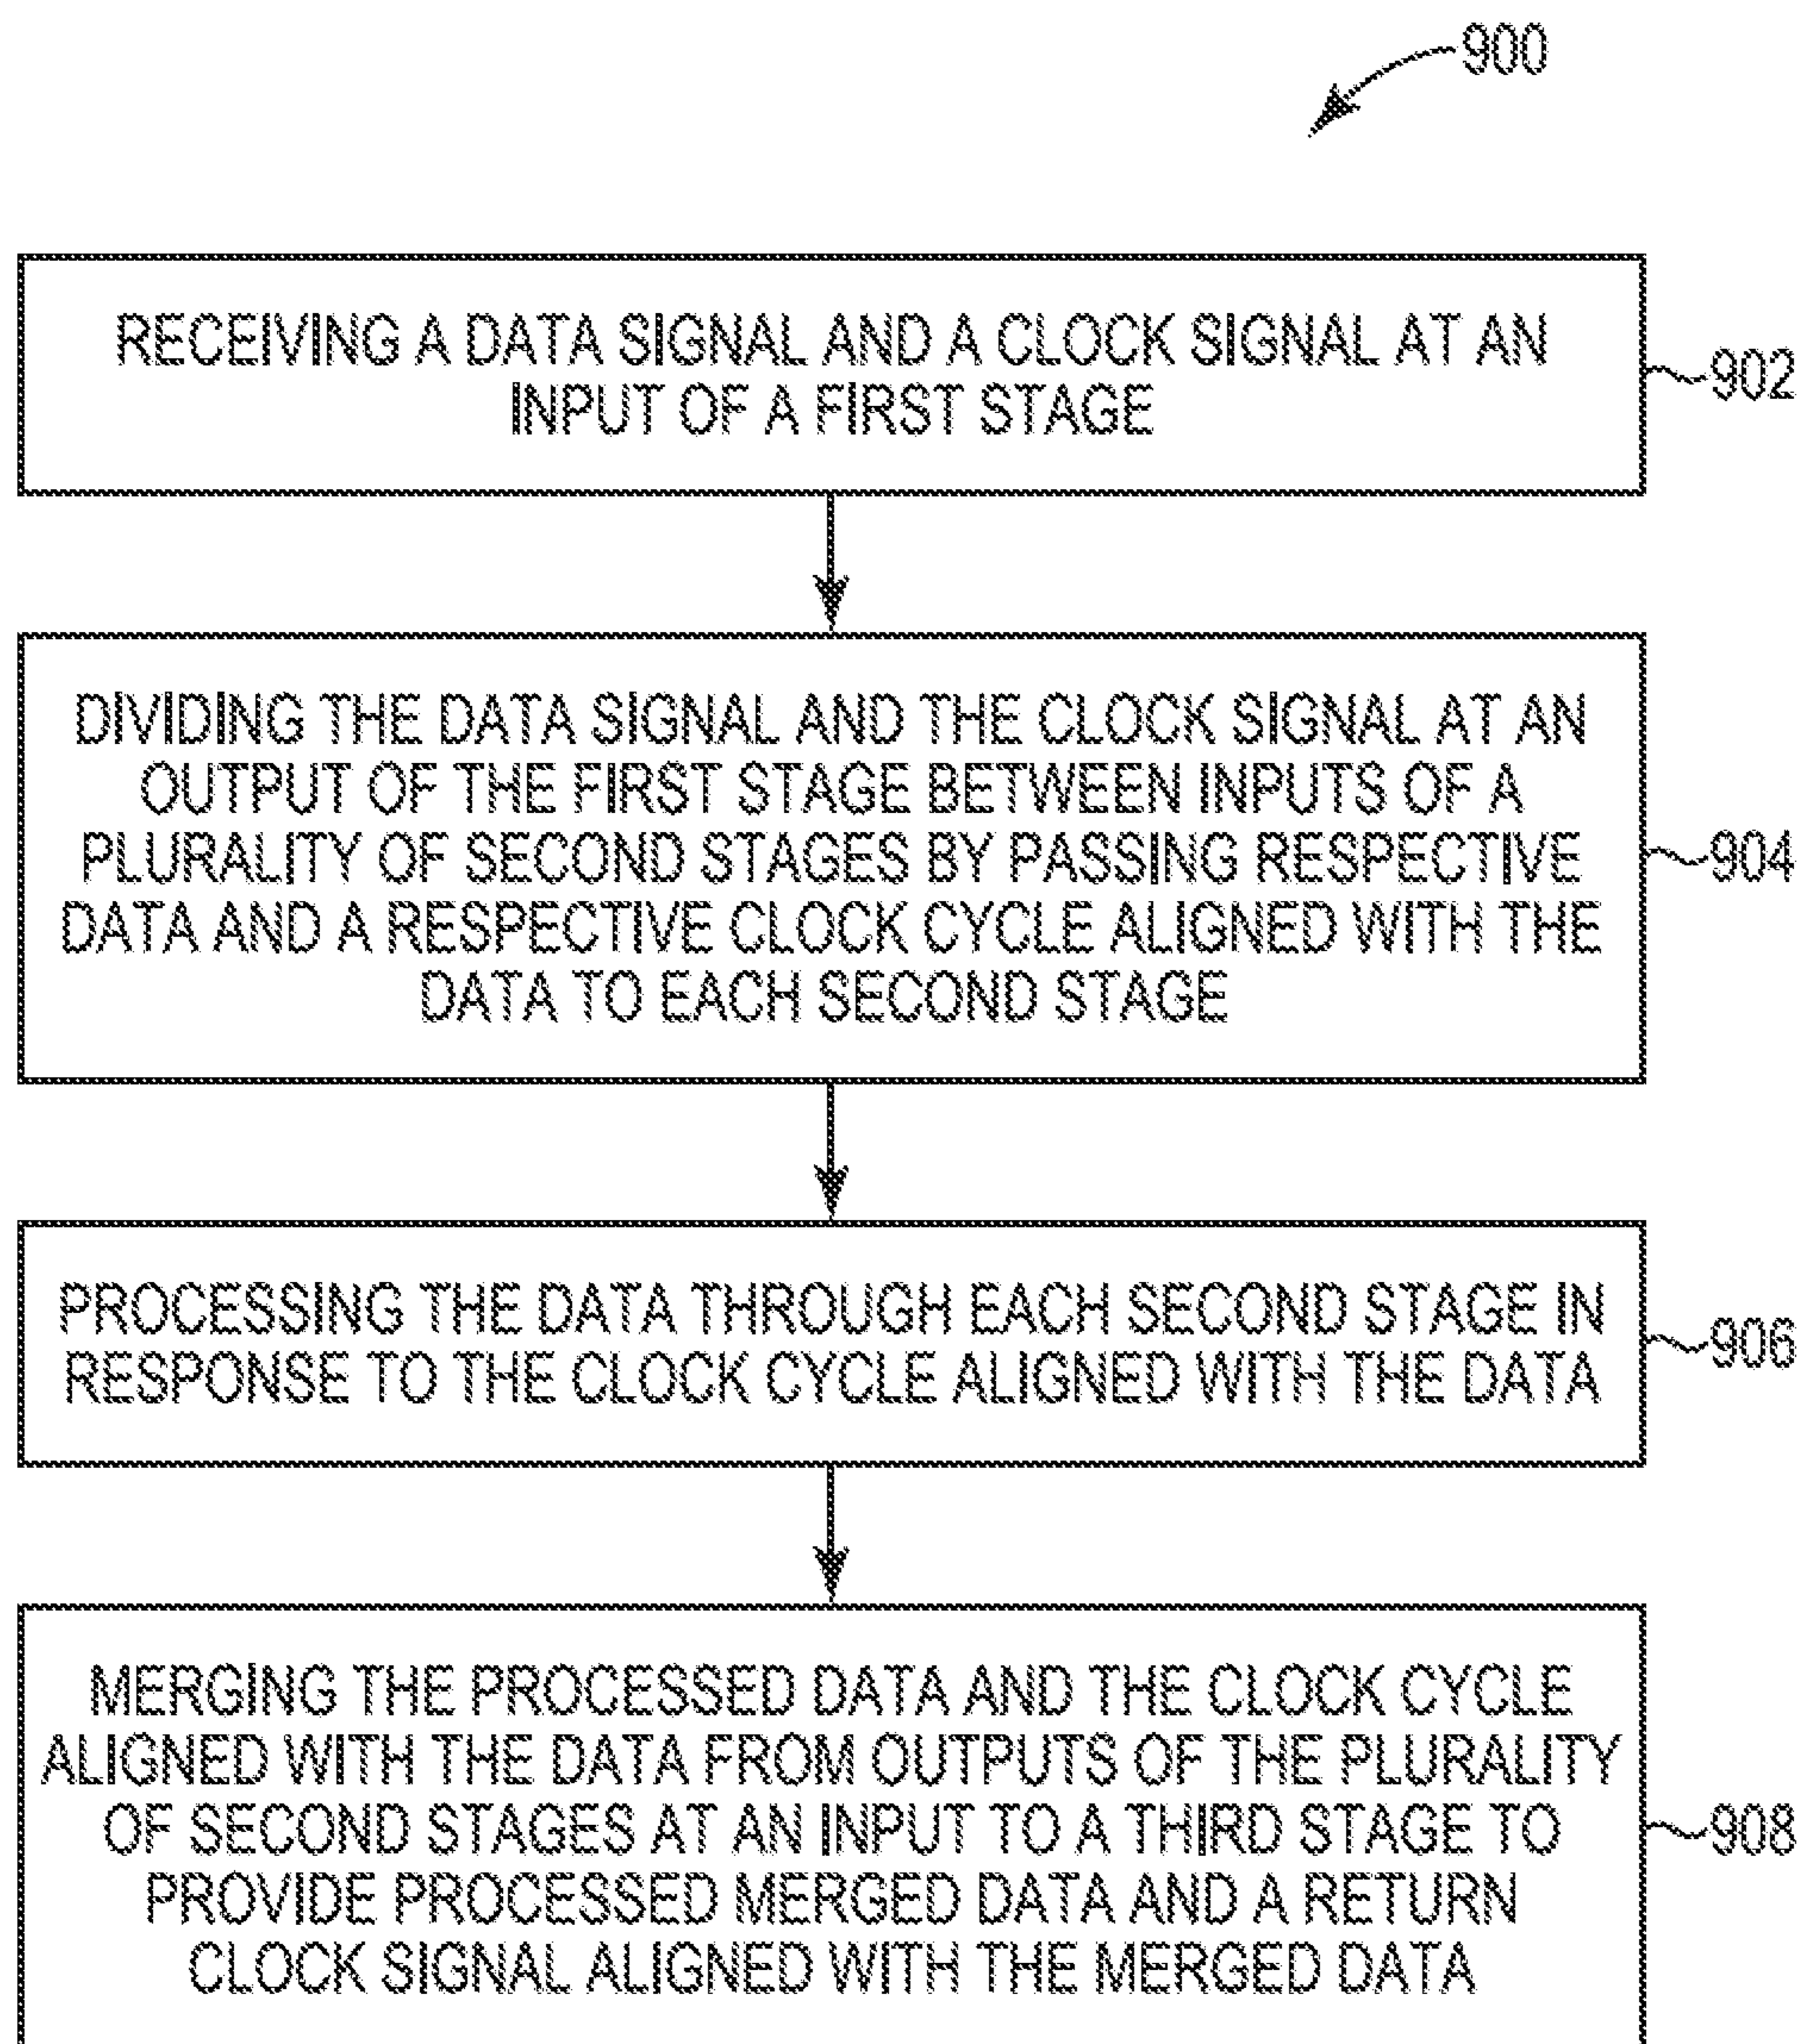 900
RECEIVING A DATA SIGNAL AND A CLOCK SIGNAL AT AN
INPUT OF A FIRST STAGE
902
DIVIDING THE DATA SIGNAL AND THE CLOCK SIGNAL AT AN
OUTPUT OF THE FIRST STAGE BETWEEN INPUTS OF A
PLURALITY OF SECOND STAGES BY PASSING RESPECTIVE
DATA AND A RESPECTIVE CLOCK CYCLE ALIGNED WITH THE
DATA TO EACH SECOND STAGE
904
PROCESSING THE DATA THROUGH EACH SECOND STAGE IN
RESPONSE TO THE CLOCK CYCLE ALIGNED WITH THE DATA
906
MERGING THE PROCESSED DATA AND THE CLOCK CYCLE
ALIGNED WITH THE DATA FROM OUTPUTS OF THE PLURALITY
OF SECOND STAGES AT AN INPUT TO A THIRD STAGE TO
PROVIDE PROCESSED MERGED DATA AND A RETURN
CLOCK SIGNAL ALIGNED WITH THE MERGED DATA
908